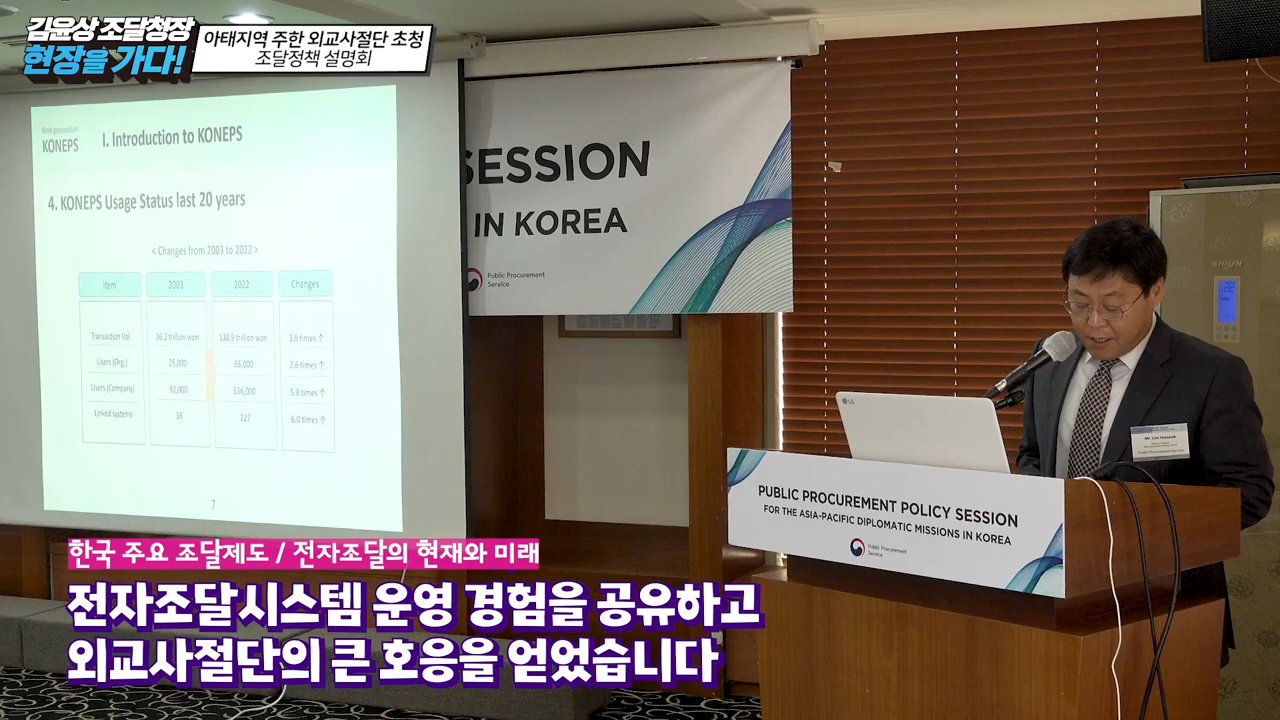 김윤상 조달청장
현장을 가다!
아태지역 주한 외교사절단 초청
조달정책 설명회
Next generation
KONEPS
I. Introduction to KONEPS
4. KONEPS Usage Status last 20 years
< Changes from 2003 to 2022 >
Item 2003 2022 Changes
Transaction Vol. 36.2 trillion won 130.9 trillion won 3.6 times ↑
Users (Org.) 25,000 66,000 2.6 times ↑
Users (Company) 92,000 536,000 5.8 times ↑
Linked systems 38 227 6.0 times ↑
7
SESSION
IN KOREA
Public Procurement
Service
WHISEN
LG
Mr. Lim
Public Procurement Service
PUBLIC PROCUREMENT POLICY SESSION
FOR THE ASIA-PACIFIC DIPLOMATIC MISSIONS IN KOREA
Public Procurement
Service
한국 주요 조달제도 / 전자조달의 현재와 미래
전자조달시스템 운영 경험을 공유하고
외교사절단의 큰 호응을 얻었습니다